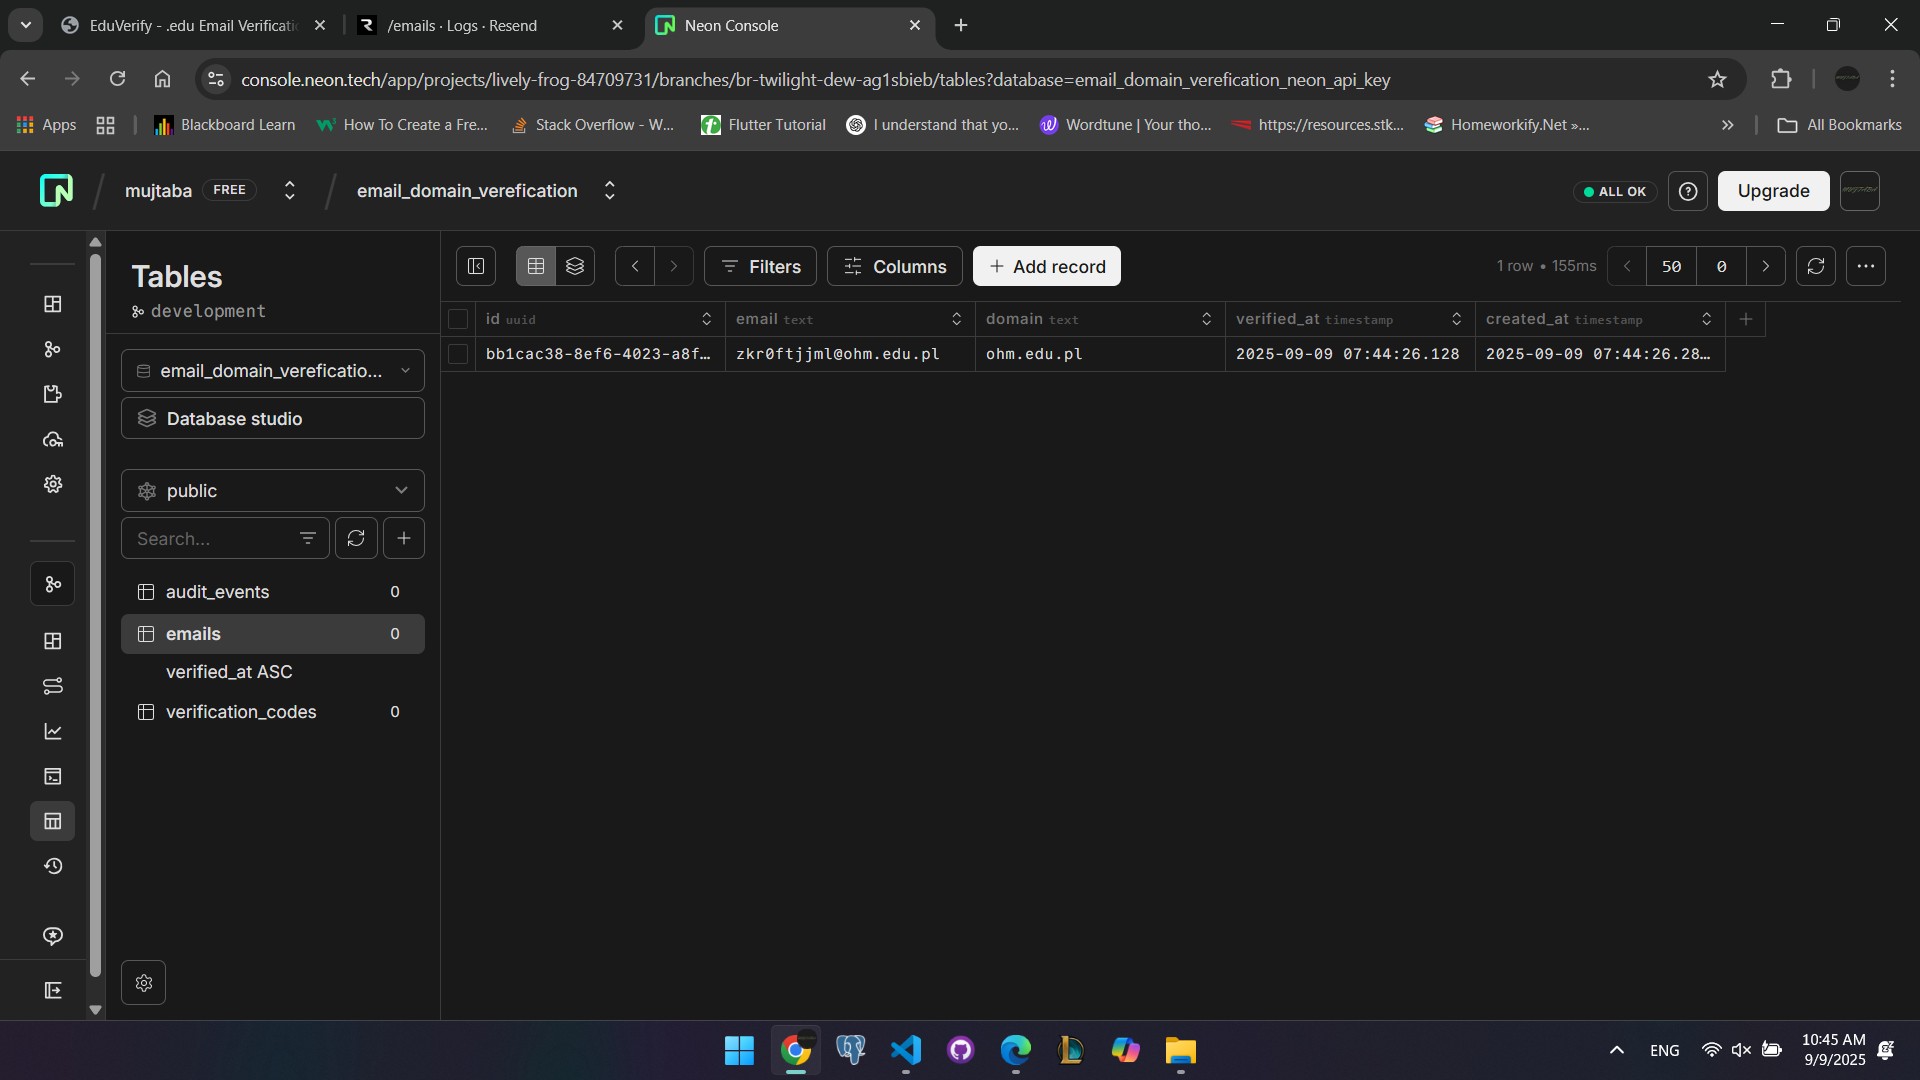 EduVerify - .edu Email Verificati
/emails · Logs · Resend
Neon Console
console.neon.tech/app/projects/lively-frog-84709731/branches/br-twilight-dew-ag1sbieb/tables?database=email_domain_verefication_neon_api_key
Apps
Blackboard Learn
How To Create a Fre...
Stack Overflow - W...
Flutter Tutorial
I understand that yo...
Wordtune | Your tho...
https://resources.stk...
Homeworkify.Net »...
All Bookmarks
mujtaba FREE
email_domain_verefication
ALL OK
Upgrade
Tables
development
Filters
Columns
Add record
1 row • 155ms
50
0
id uuid
email text
domain text
verified_at timestamp
created_at timestamp
bb1cac38-8ef6-4023-a8f…
zkr0ftjjml@ohm.edu.pl
ohm.edu.pl
2025-09-09 07:44:26.128
2025-09-09 07:44:26.28…
email_domain_vereficatio...
Database studio
public
Search...
audit_events 0
emails 0
verified_at ASC
verification_codes 0
ENG
10:45 AM
9/9/2025